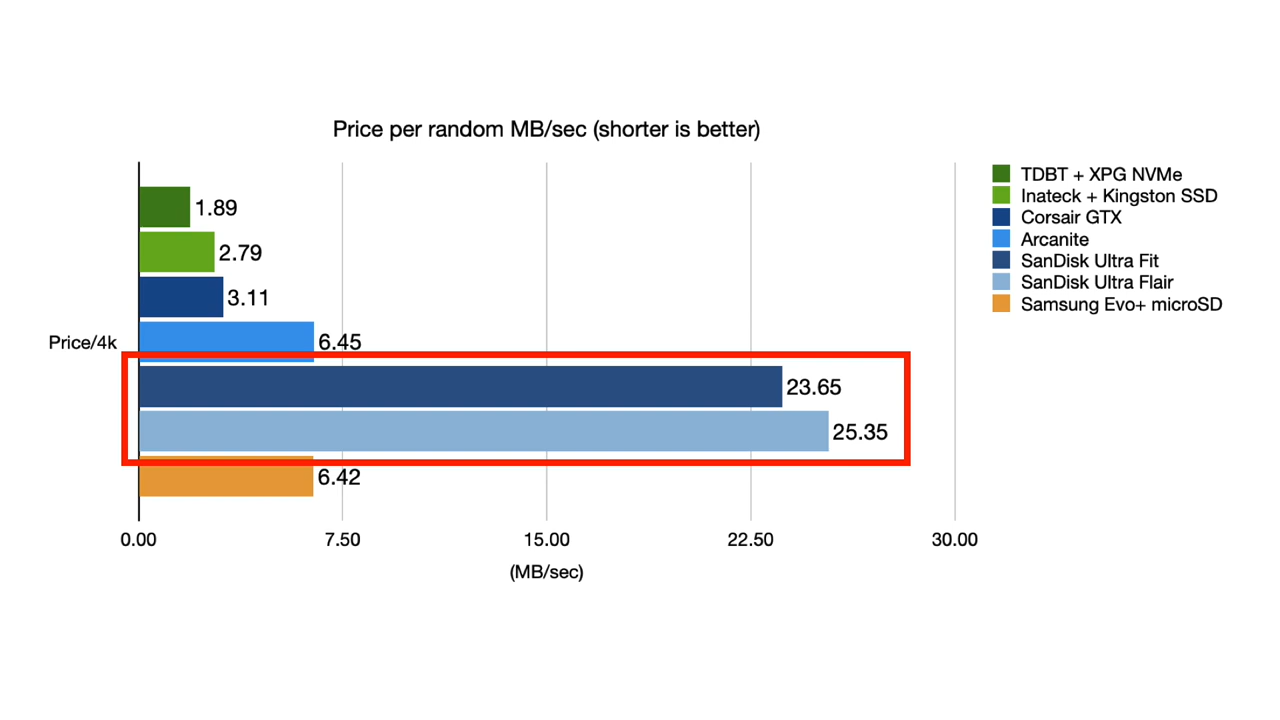 Price per random MB/sec (shorter is better)
TDBT + XPG NVMe
Inateck + Kingston SSD
Corsair GTX
Arcanite
SanDisk Ultra Fit
SanDisk Ultra Flair
Samsung Evo+ microSD
1.89
2.79
3.11
Price/4k
6.45
23.65
25.35
6.42
0.00 7.50 15.00 22.50 30.00
(MB/sec)